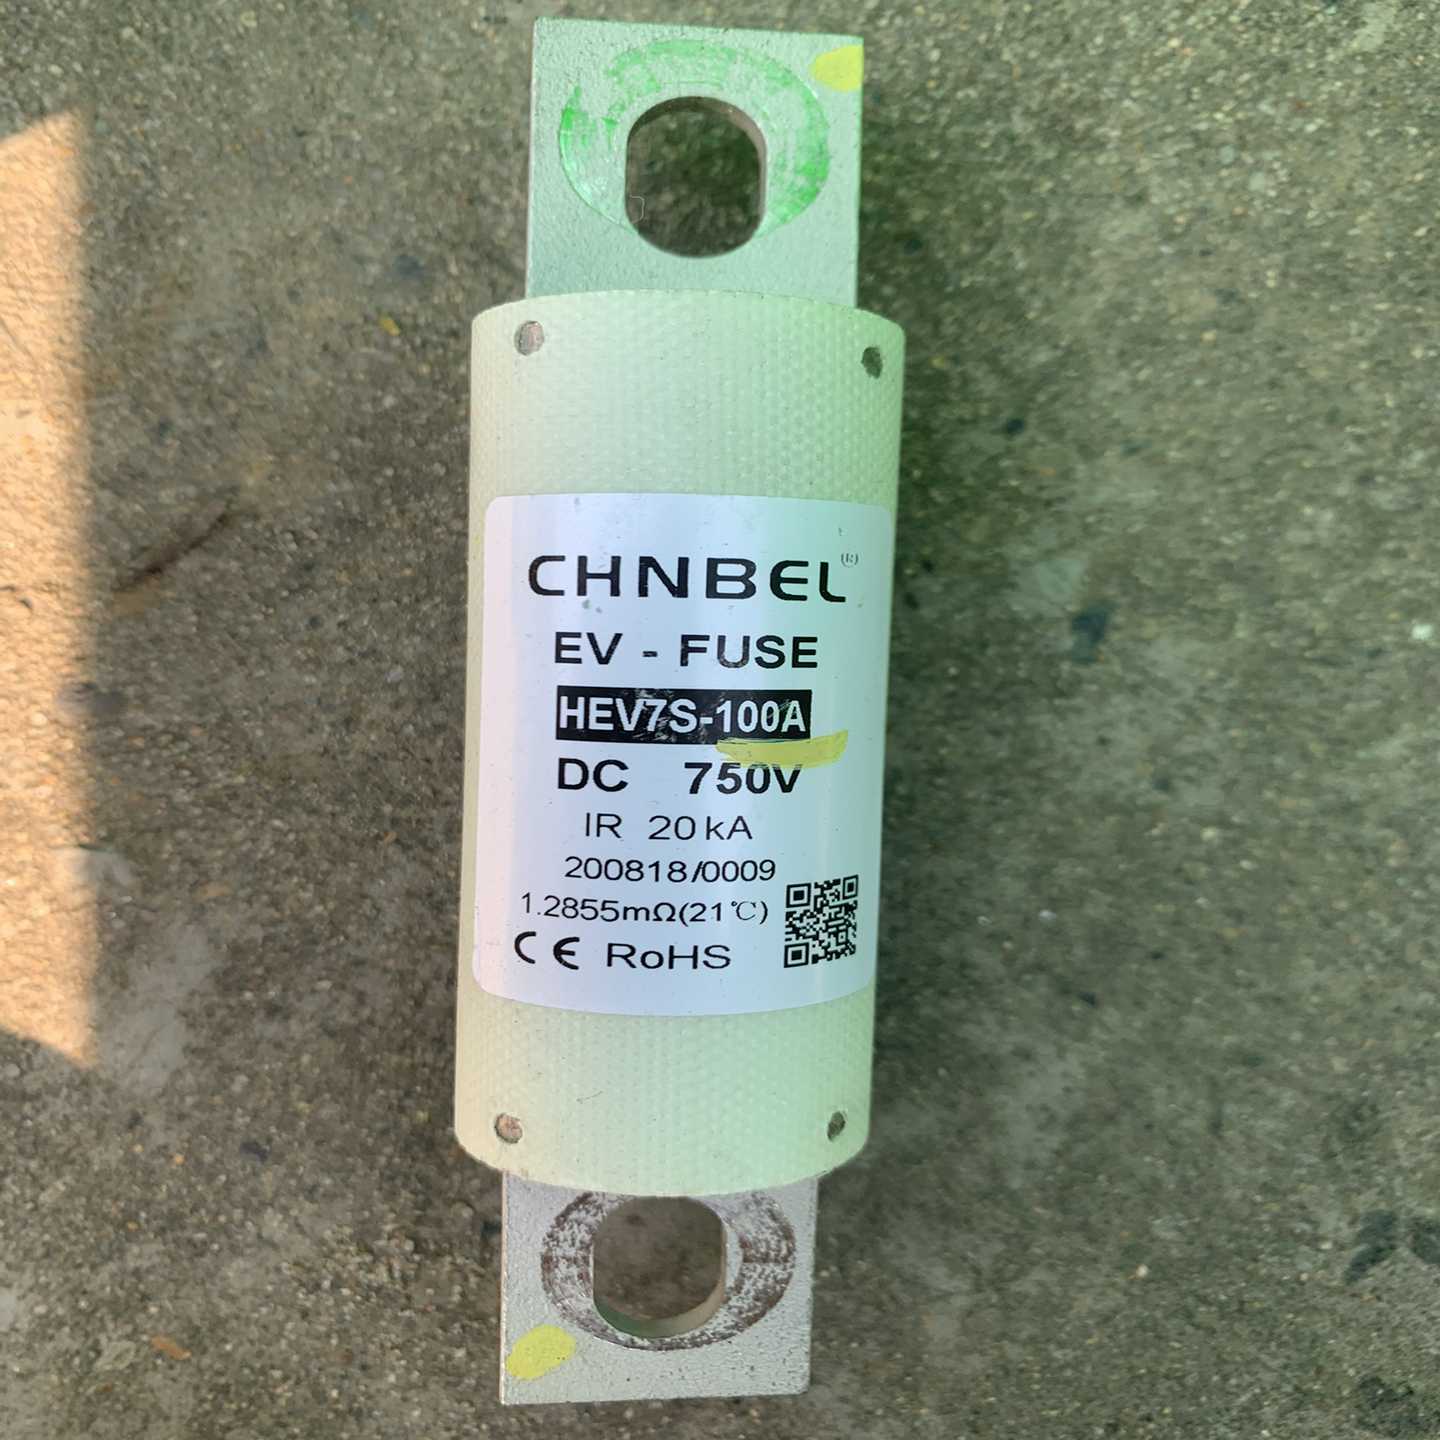 CHNBEL®
EV - FUSE
HEV7S-100A
DC 750V
IR 20kA
200818/0009
1.2855mΩ(21℃)
CE RoHS